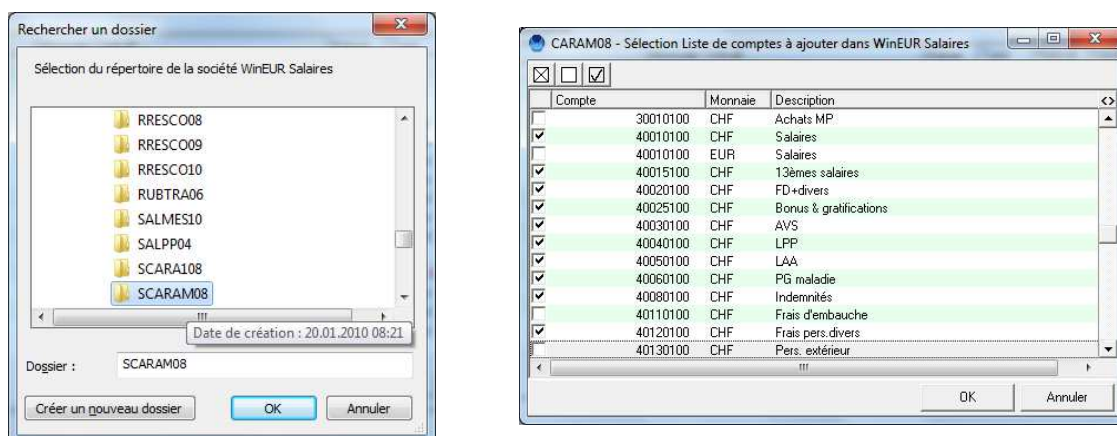 Rechercher un dossier
Sélection du répertoire de la société WinEUR Salaires
RRESCO08
RRESCO09
RRESCO10
RUBTRA06
SALMES10
SALPP04
SCARA108
SCARAM08
Date de création : 20.01.2010 08:21
Dossier : SCARAM08
Créer un nouveau dossier OK Annuler
CARAM08 - Sélection Liste de comptes à ajouter dans WinEUR Salaires
Compte Monnaie Description <>
30010100 CHF Achats MP
40010100 CHF Salaires
40010100 EUR Salaires
40015100 CHF 13èmes salaires
40020100 CHF FD+divers
40025100 CHF Bonus & gratifications
40030100 CHF AVS
40040100 CHF LPP
40050100 CHF LAA
40060100 CHF PG maladie
40080100 CHF Indemnités
40110100 CHF Frais d'embauche
40120100 CHF Frais pers.divers
40130100 CHF Pers. extérieur
OK Annuler